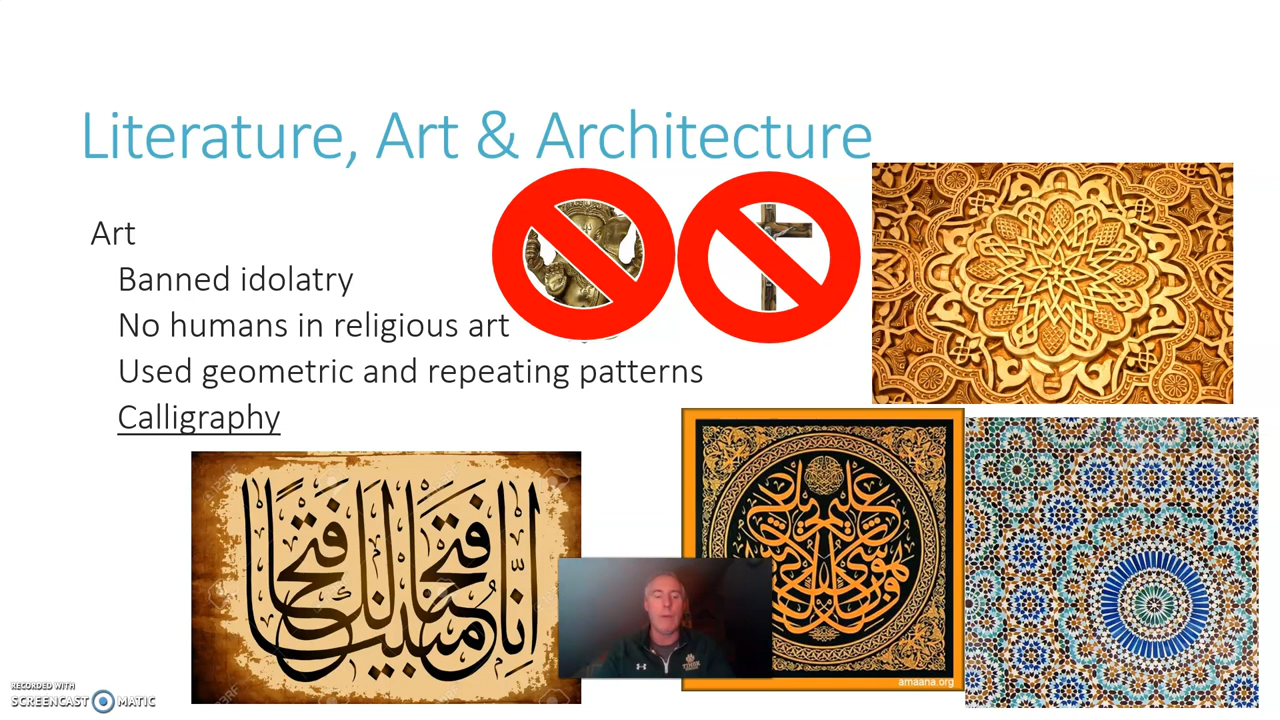 Literature, Art & Architecture
Art
Banned idolatry
No humans in religious art
Used geometric and repeating patterns
Calligraphy
إنا فتحنا لك فتحا مبينا
amaana.org
RECORDED WITH
SCREENCAST MATIC